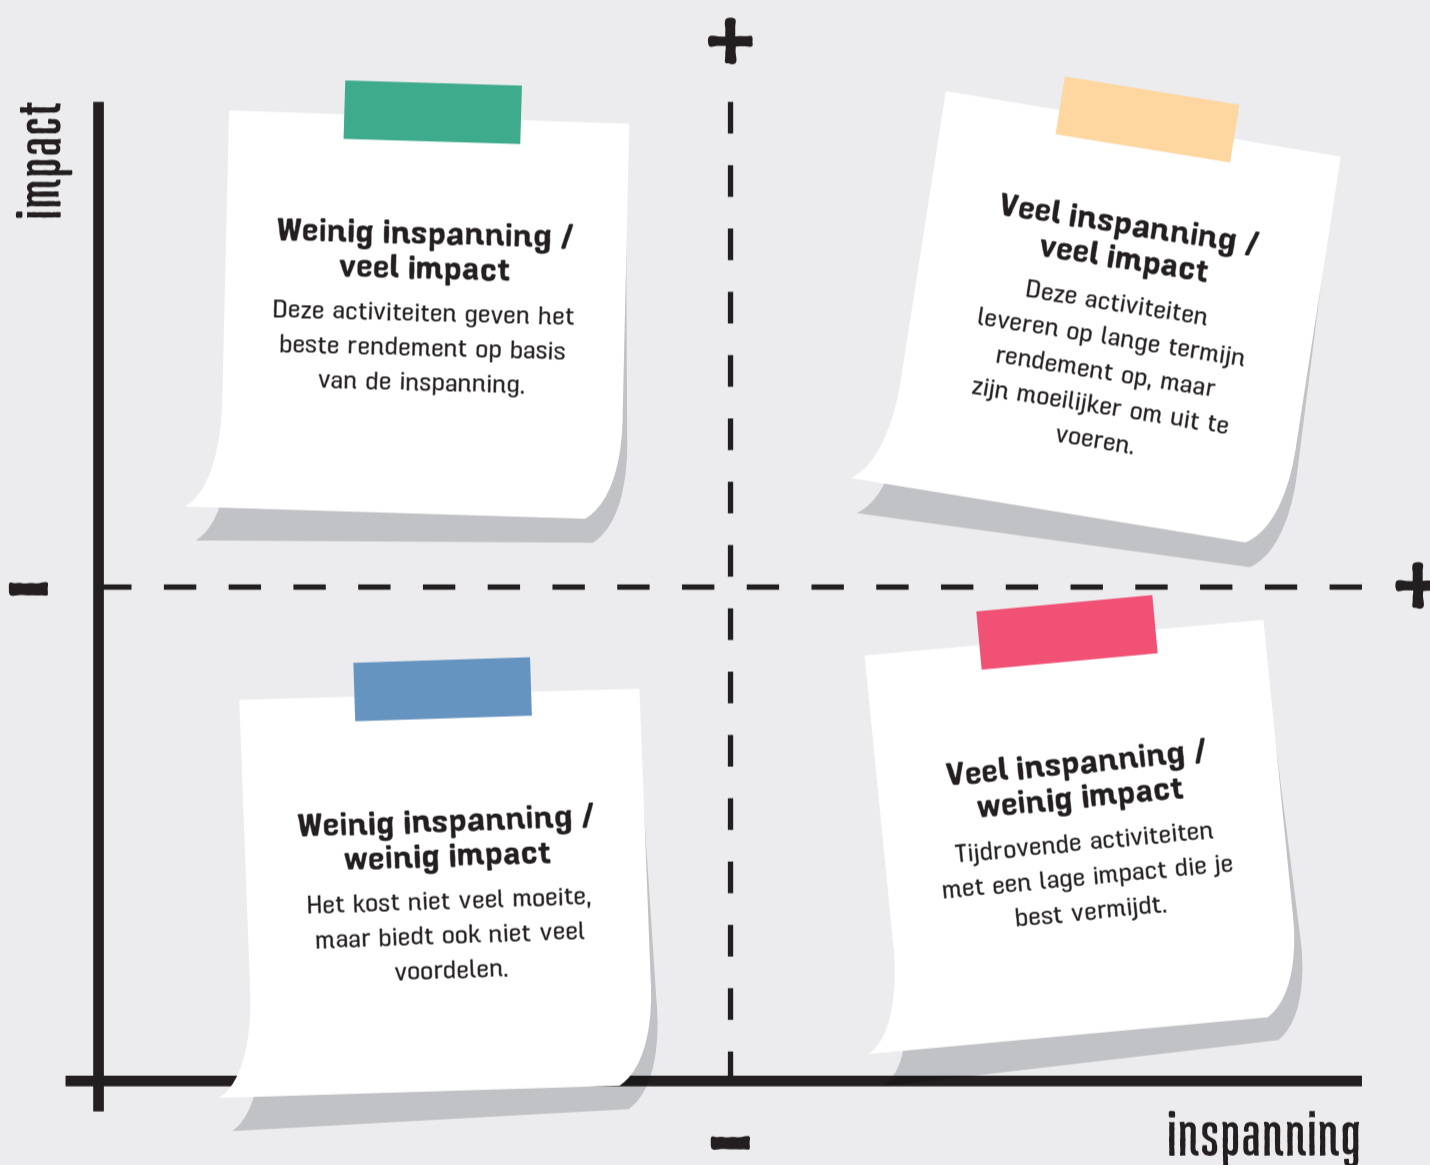 +
impact
Weinig inspanning /
veel impact
Deze activiteiten geven het
beste rendement op basis
van de inspanning.
Veel inspanning /
veel impact
Deze activiteiten
leveren op lange termijn
rendement op, maar
zijn moeilijker om uit te
voeren.
-
+
Weinig inspanning /
weinig impact
Het kost niet veel moeite,
maar biedt ook niet veel
voordelen.
Veel inspanning /
weinig impact
Tijdrovende activiteiten
met een lage impact die je
best vermijdt.
-
inspanning